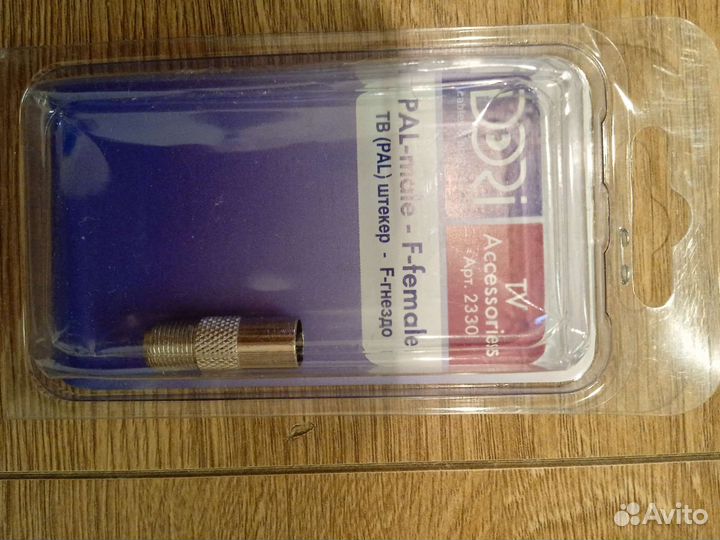 DORi
TV
Accessories
Арт. 2330
PAL-male - F-female
ТВ (PAL) штекер - F-гнездо
Avito